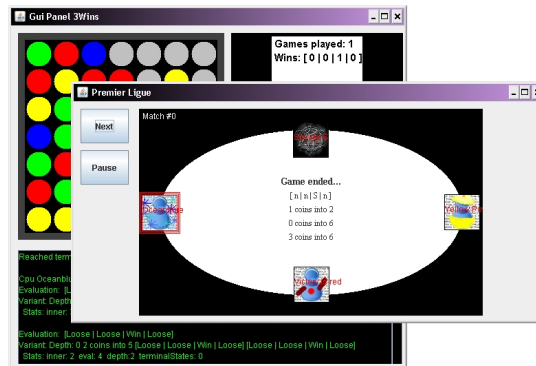 Gui Panel 3Wins
Games played: 1
Wins: [ 0 | 0 | 1 | 0 ]
Premier Ligue
Next
Pause
Match #0
Game ended...
[ n | n | S | n ]
1 coins into 2
0 coins into 6
3 coins into 6
Reached term
Cpu Oceanblu
Evaluation: [L
Variant: Depth
Stats: inner:
Evaluation: [Loose | Loose | Win | Loose]
Variant: Depth: 0 2 coins into 5 [Loose | Loose | Win | Loose] [Loose | Loose | Win | Loose]
Stats: inner: 2 eval: 4 depth:2 terminalStates: 0